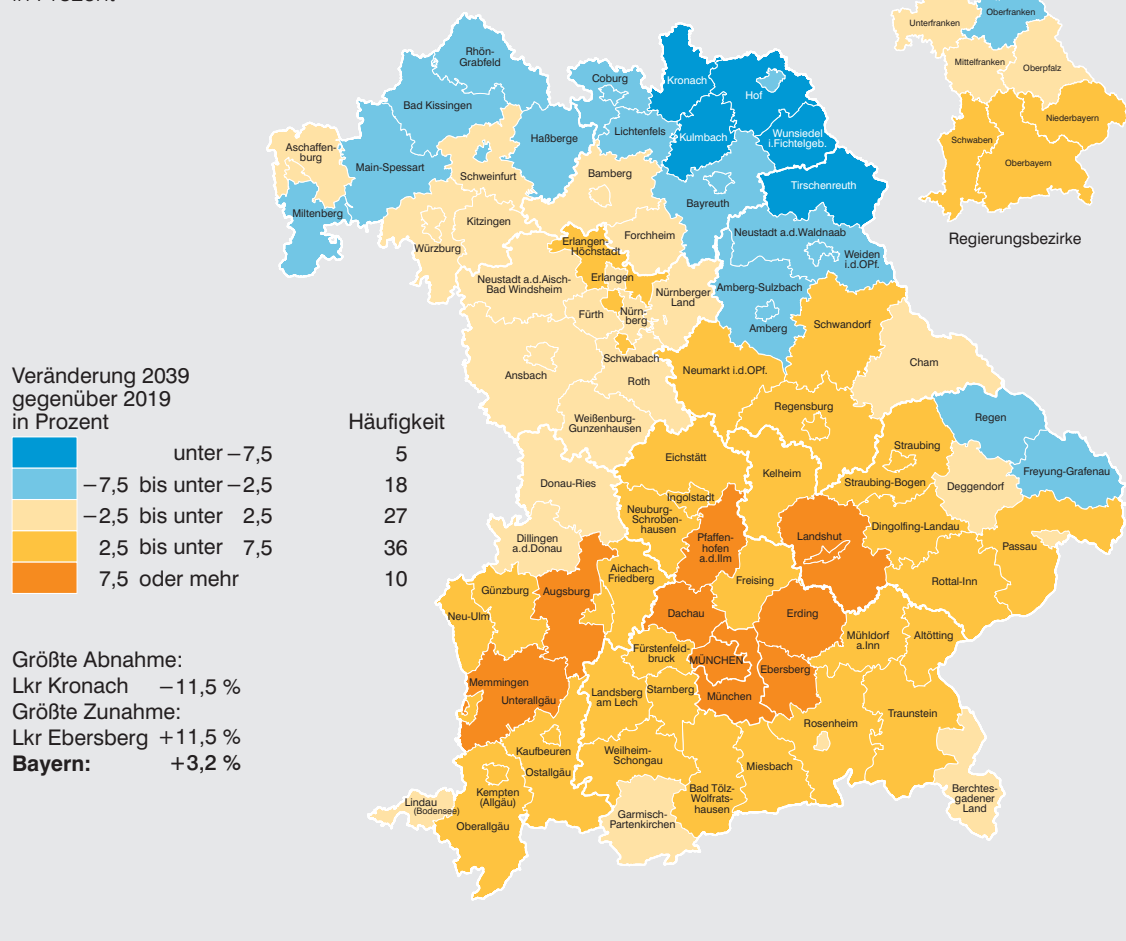 in Prozent
Unterfranken
Oberfranken
Mittelfranken
Oberpfalz
Niederbayern
Schwaben
Oberbayern
Regierungsbezirke
Rhön-
Grabfeld
Coburg
Kronach
Hof
Bad Kissingen
Lichtenfels
Kulmbach
Wunsiedel
i.Fichtelgeb.
Haßberge
Aschaffen-
burg
Main-Spessart
Schweinfurt
Bamberg
Tirschenreuth
Bayreuth
Miltenberg
Kitzingen
Würzburg
Forchheim
Erlangen-
Höchstadt
Neustadt a.d.Waldnaab
Weiden
i.d.OPf.
Neustadt a.d.Aisch-
Bad Windsheim
Erlangen
Nürnberger
Land
Amberg-Sulzbach
Fürth
Nürn-
berg
Amberg
Schwandorf
Schwabach
Ansbach
Roth
Neumarkt i.d.OPf.
Cham
Weißenburg-
Gunzenhausen
Regensburg
Regen
Straubing
Eichstätt
Kelheim
Freyung-Grafenau
Donau-Ries
Straubing-Bogen
Deggendorf
Ingolstadt
Neuburg-
Schroben-
hausen
Pfaffen-
hofen
a.d.Ilm
Landshut
Dingolfing-Landau
Passau
Dillingen
a.d.Donau
Aichach-
Friedberg
Freising
Rottal-Inn
Günzburg
Augsburg
Neu-Ulm
Dachau
Erding
Mühldorf
a.Inn
Altötting
Fürstenfeld-
bruck
MÜNCHEN
Ebersberg
Memmingen
Unterallgäu
Landsberg
am Lech
Starnberg
München
Rosenheim
Traunstein
Kaufbeuren
Ostallgäu
Weilheim-
Schongau
Miesbach
Bad Tölz-
Wolfrats-
hausen
Lindau
(Bodensee)
Kempten
(Allgäu)
Oberallgäu
Garmisch-
Partenkirchen
Berchtes-
gadener
Land
Veränderung 2039
gegenüber 2019
in Prozent Häufigkeit
unter −7,5 5
−7,5 bis unter −2,5 18
−2,5 bis unter 2,5 27
2,5 bis unter 7,5 36
7,5 oder mehr 10
Größte Abnahme:
Lkr Kronach −11,5 %
Größte Zunahme:
Lkr Ebersberg +11,5 %
Bayern: +3,2 %